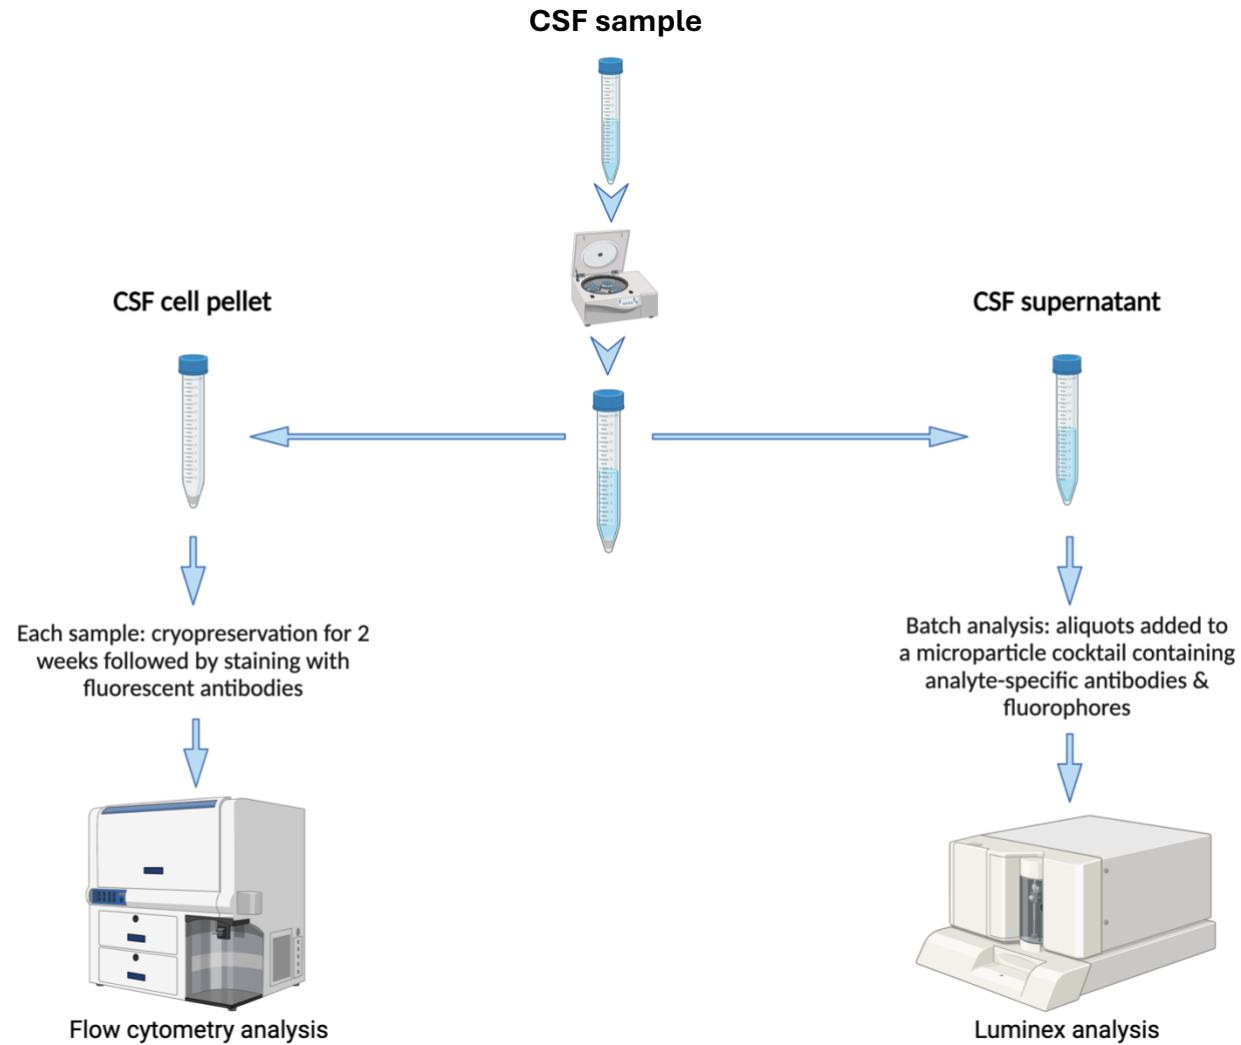 CSF sample
CSF cell pellet
CSF supernatant
Each sample: cryopreservation for 2
weeks followed by staining with
fluorescent antibodies
Batch analysis: aliquots added to
a microparticle cocktail containing
analyte-specific antibodies &
fluorophores
Flow cytometry analysis
Luminex analysis